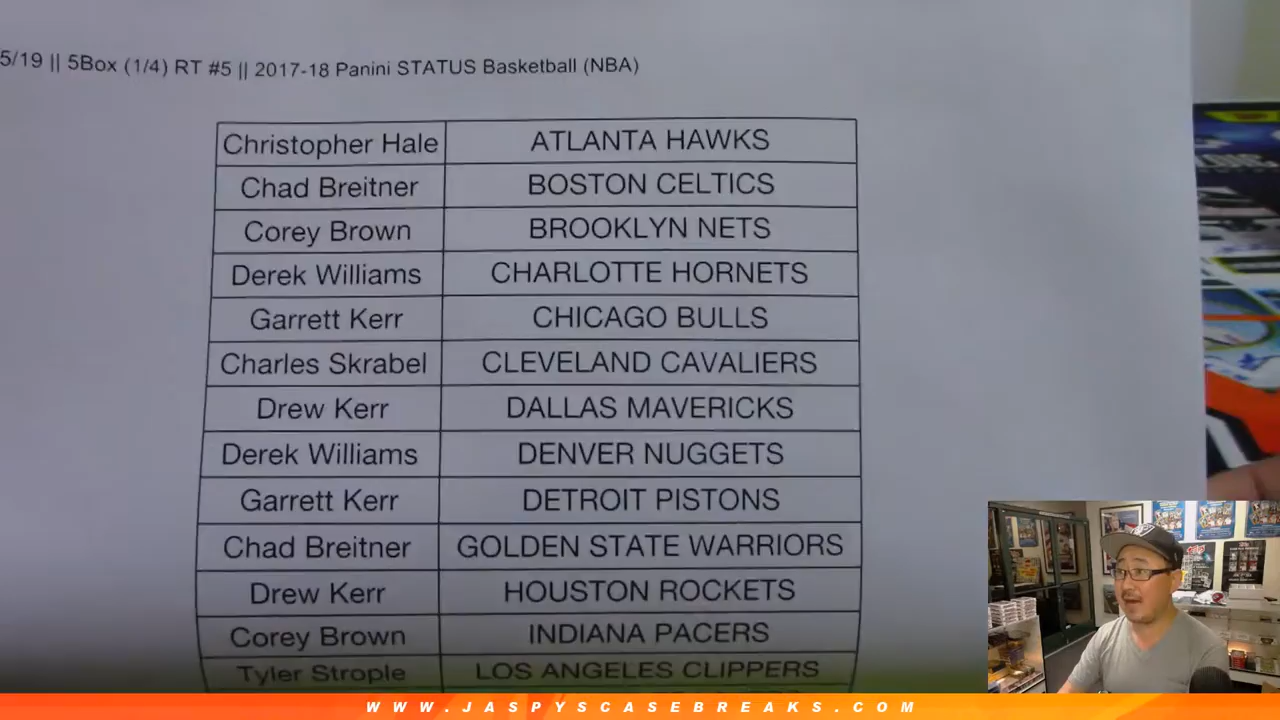 5/19 || 5Box (1/4) RT #5 || 2017-18 Panini STATUS Basketball (NBA)
Christopher Hale ATLANTA HAWKS
Chad Breitner BOSTON CELTICS
Corey Brown BROOKLYN NETS
Derek Williams CHARLOTTE HORNETS
Garrett Kerr CHICAGO BULLS
Charles Skrabel CLEVELAND CAVALIERS
Drew Kerr DALLAS MAVERICKS
Derek Williams DENVER NUGGETS
Garrett Kerr DETROIT PISTONS
Chad Breitner GOLDEN STATE WARRIORS
Drew Kerr HOUSTON ROCKETS
Corey Brown INDIANA PACERS
Tyler Strople LOS ANGELES CLIPPERS
WWW.JASPYSCASEBREAKS.COM